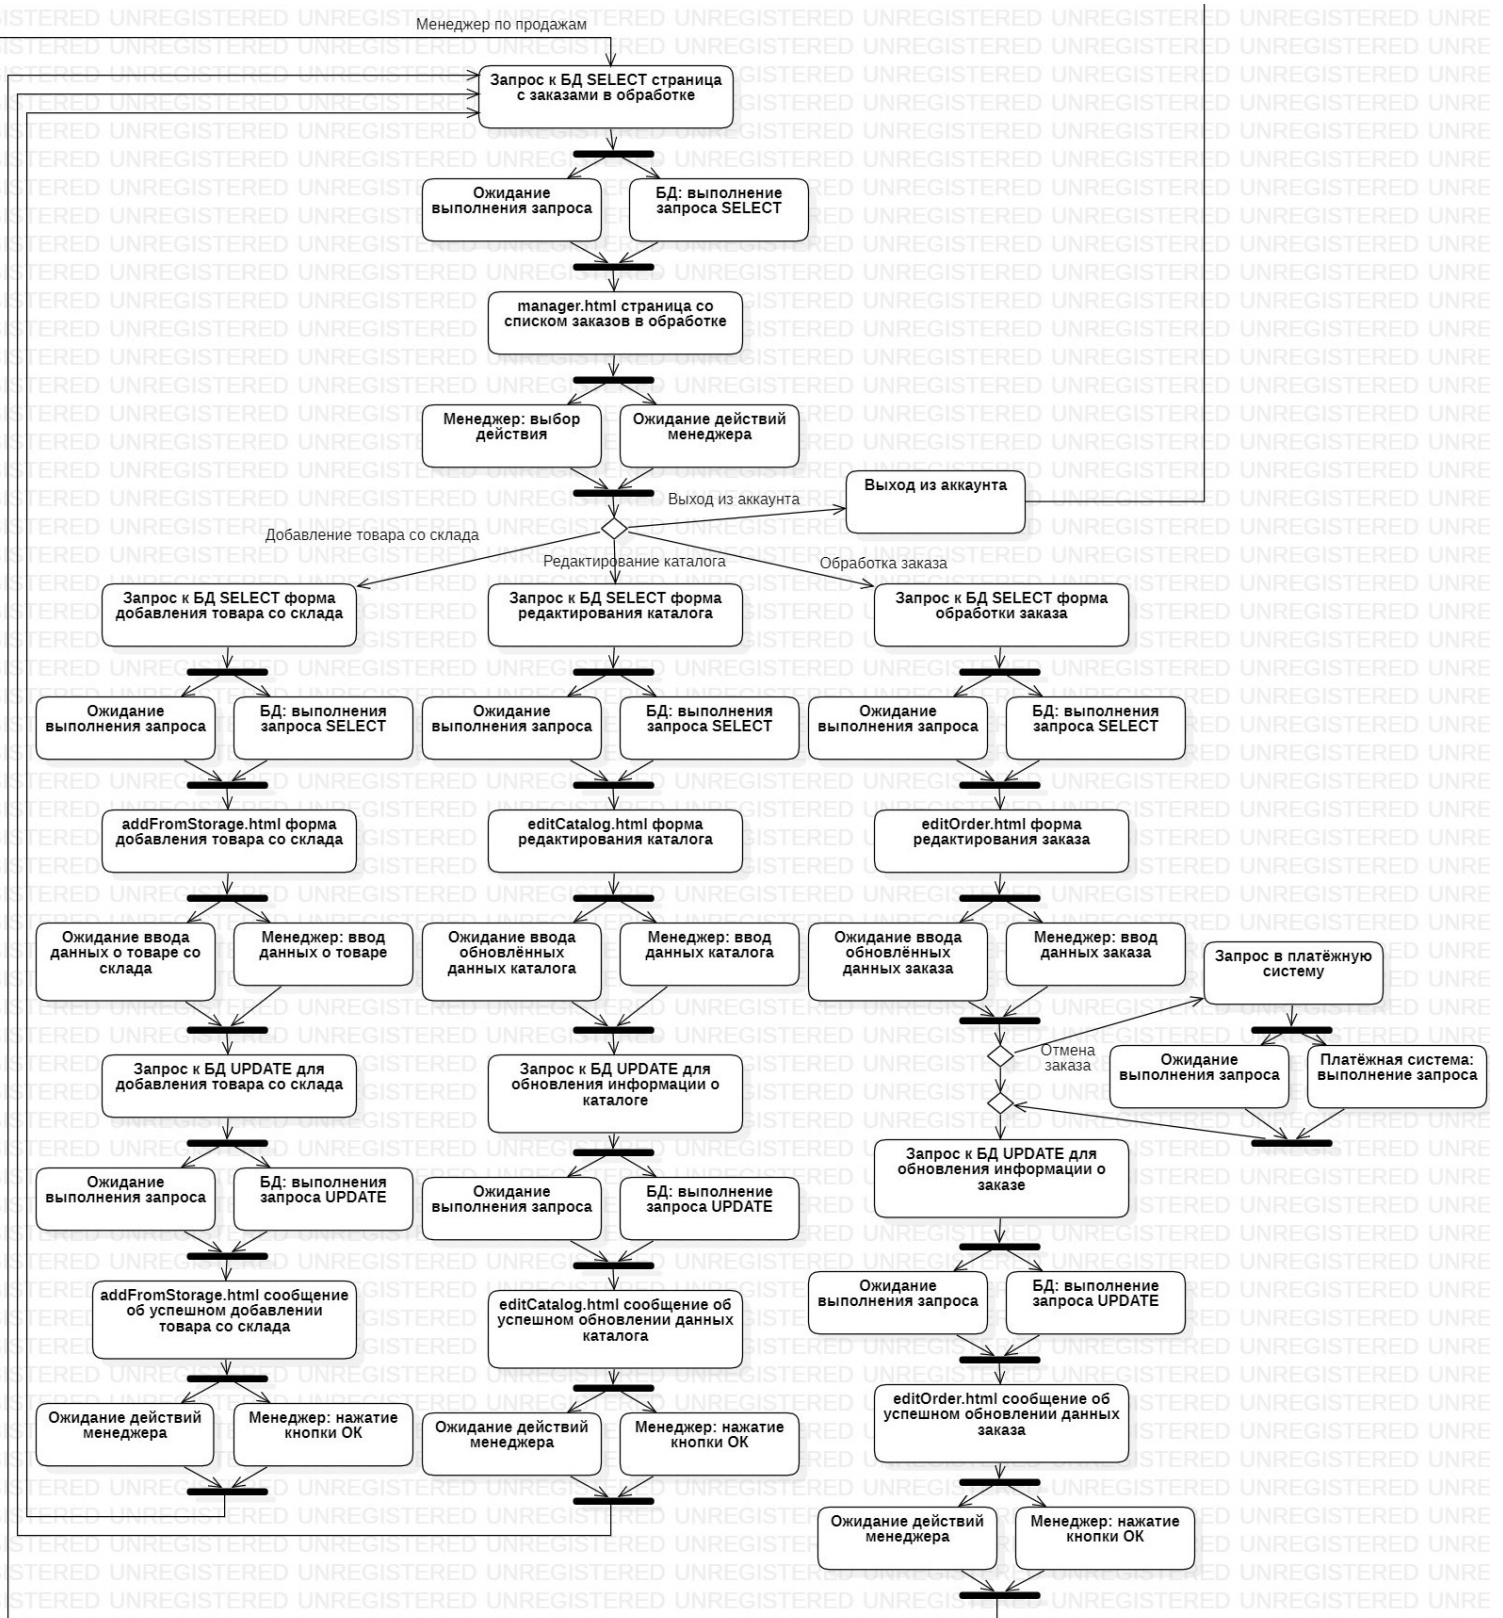 Менеджер по продажам
Запрос к БД SELECT страница
с заказами в обработке
Ожидание
выполнения запроса
БД: выполнение
запроса SELECT
manager.html страница со
списком заказов в обработке
Менеджер: выбор
действия
Ожидание действий
менеджера
Выход из аккаунта
Выход из аккаунта
Добавление товара со склада
Редактирование каталога
Обработка заказа
Запрос к БД SELECT форма
добавления товара со склада
Запрос к БД SELECT форма
редактирования каталога
Запрос к БД SELECT форма
обработки заказа
Ожидание
выполнения запроса
БД: выполнения
запроса SELECT
Ожидание
выполнения запроса
БД: выполнения
запроса SELECT
Ожидание
выполнения запроса
БД: выполнения
запроса SELECT
addFromStorage.html форма
добавления товара со склада
editCatalog.html форма
редактирования каталога
editOrder.html форма
редактирования заказа
Ожидание ввода
данных о товаре со
склада
Менеджер: ввод
данных о товаре
Ожидание ввода
обновлённых
данных каталога
Менеджер: ввод
данных каталога
Ожидание ввода
обновлённых
данных заказа
Менеджер: ввод
данных заказа
Запрос в платёжную
систему
Отмена
заказа
Ожидание
выполнения запроса
Платёжная система:
выполнение запроса
Запрос к БД UPDATE для
добавления товара со склада
Запрос к БД UPDATE для
обновления информации о
каталоге
Запрос к БД UPDATE для
обновления информации о
заказе
Ожидание
выполнения запроса
БД: выполнения
запроса UPDATE
Ожидание
выполнения запроса
БД: выполнение
запроса UPDATE
Ожидание
выполнения запроса
БД: выполнение
запроса UPDATE
addFromStorage.html сообщение
об успешном добавлении
товара со склада
editCatalog.html сообщение об
успешном обновлении данных
каталога
editOrder.html сообщение об
успешном обновлении данных
заказа
Ожидание действий
менеджера
Менеджер: нажатие
кнопки ОК
Ожидание действий
менеджера
Менеджер: нажатие
кнопки ОК
Ожидание действий
менеджера
Менеджер: нажатие
кнопки ОК